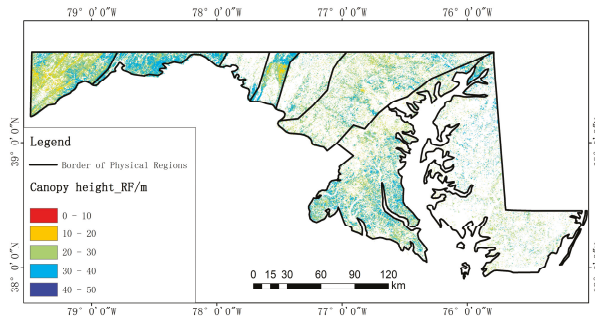 79° 0'0"W 78° 0'0"W 77° 0'0"W 76° 0'0"W
39° 0'0"N
38° 0'0"N
Legend
Border of Physical Regions
Canopy height_RF/m
0 - 10
10 - 20
20 - 30
30 - 40
40 - 50
0 15 30 60 90 120
km
79° 0'0"W 78° 0'0"W 77° 0'0"W 76° 0'0"W